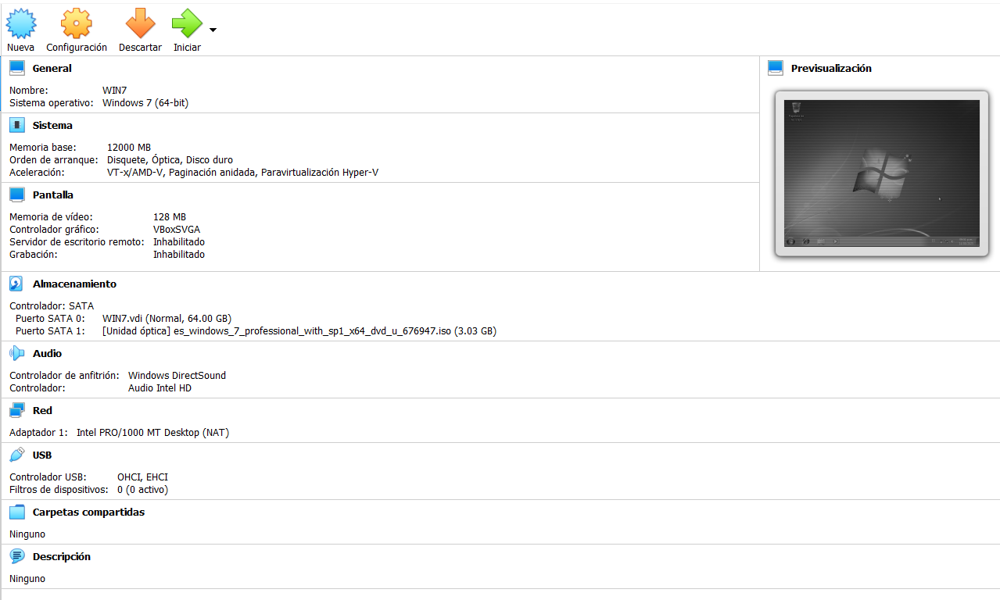 Nueva Configuración Descartar Iniciar
General
Nombre: WIN7
Sistema operativo: Windows 7 (64-bit)
Previsualización
Sistema
Memoria base: 12000 MB
Orden de arranque: Disquete, Óptica, Disco duro
Aceleración: VT-x/AMD-V, Paginación anidada, Paravirtualización Hyper-V
Pantalla
Memoria de vídeo: 128 MB
Controlador gráfico: VBoxSVGA
Servidor de escritorio remoto: Inhabilitado
Grabación: Inhabilitado
Almacenamiento
Controlador: SATA
Puerto SATA 0: WIN7.vdi (Normal, 64.00 GB)
Puerto SATA 1: [Unidad óptica] es_windows_7_professional_with_sp1_x64_dvd_u_676947.iso (3.03 GB)
Audio
Controlador de anfitrión: Windows DirectSound
Controlador: Audio Intel HD
Red
Adaptador 1: Intel PRO/1000 MT Desktop (NAT)
USB
Controlador USB: OHCI, EHCI
Filtros de dispositivos: 0 (0 activo)
Carpetas compartidas
Ninguno
Descripción
Ninguno